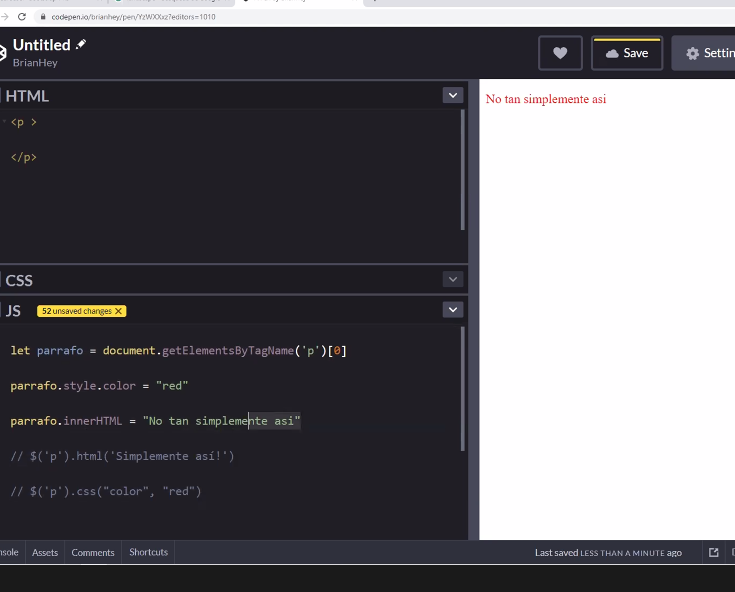 codepen.io/brianhey/pen/YzWXXxz?editors=1010
Untitled
BrianHey
Save
HTML
<p >
</p>
No tan simplemente asi
CSS
JS
52 unsaved changes X
let parrafo = document.getElementsByTagName('p')[0]
parrafo.style.color = "red"
parrafo.innerHTML = "No tan simplemente asi"
// $('p').html('Simplemente así!')
// $('p').css("color", "red")
Assets Comments Shortcuts
Last saved LESS THAN A MINUTE ago